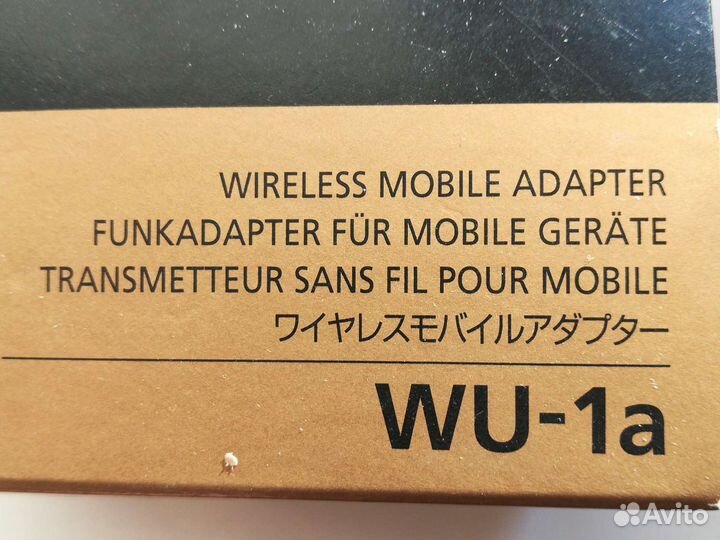 WIRELESS MOBILE ADAPTER
FUNKADAPTER FÜR MOBILE GERÄTE
TRANSMETTEUR SANS FIL POUR MOBILE
ワイヤレスモバイルアダプター
WU-1a
Avito